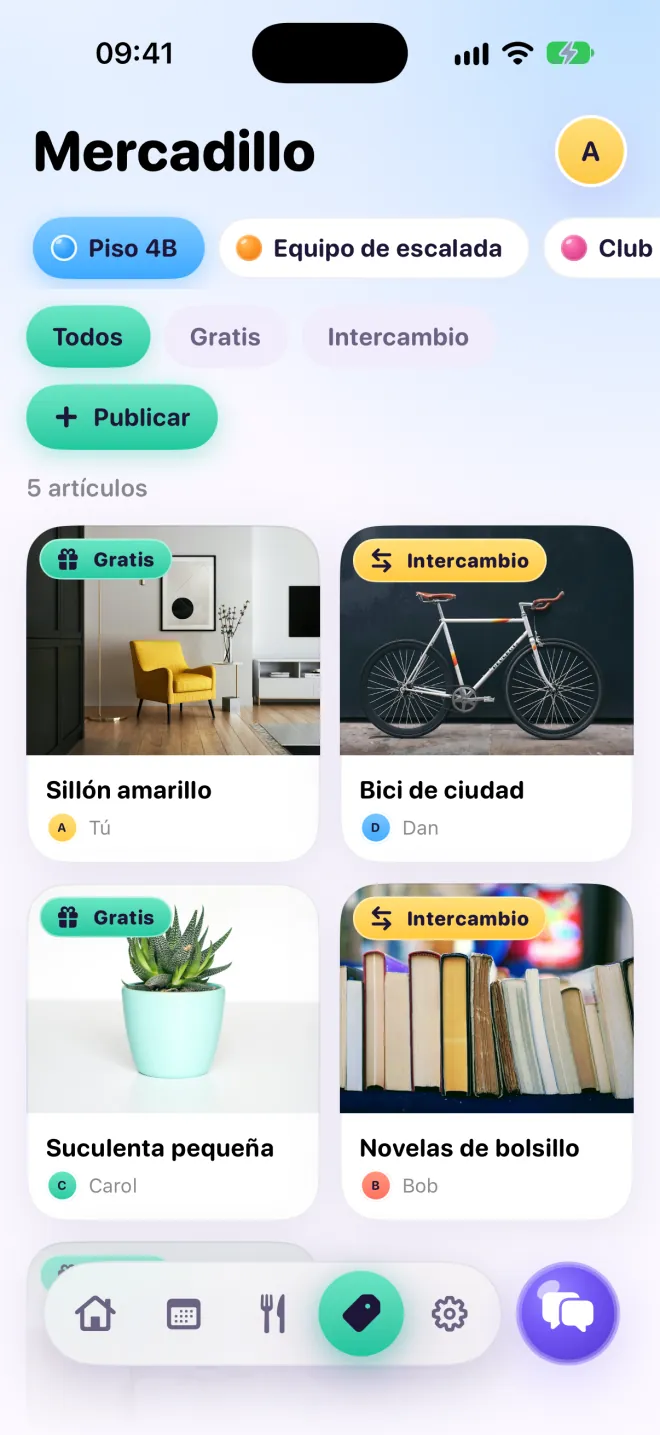 09:41
Mercadillo
A
Piso 4B
Equipo de escalada
Club
Todos
Gratis
Intercambio
+ Publicar
5 artículos
Gratis
Intercambio
Sillón amarillo
A Tú
Bici de ciudad
D Dan
Gratis
Intercambio
Suculenta pequeña
C Carol
Novelas de bolsillo
B Bob